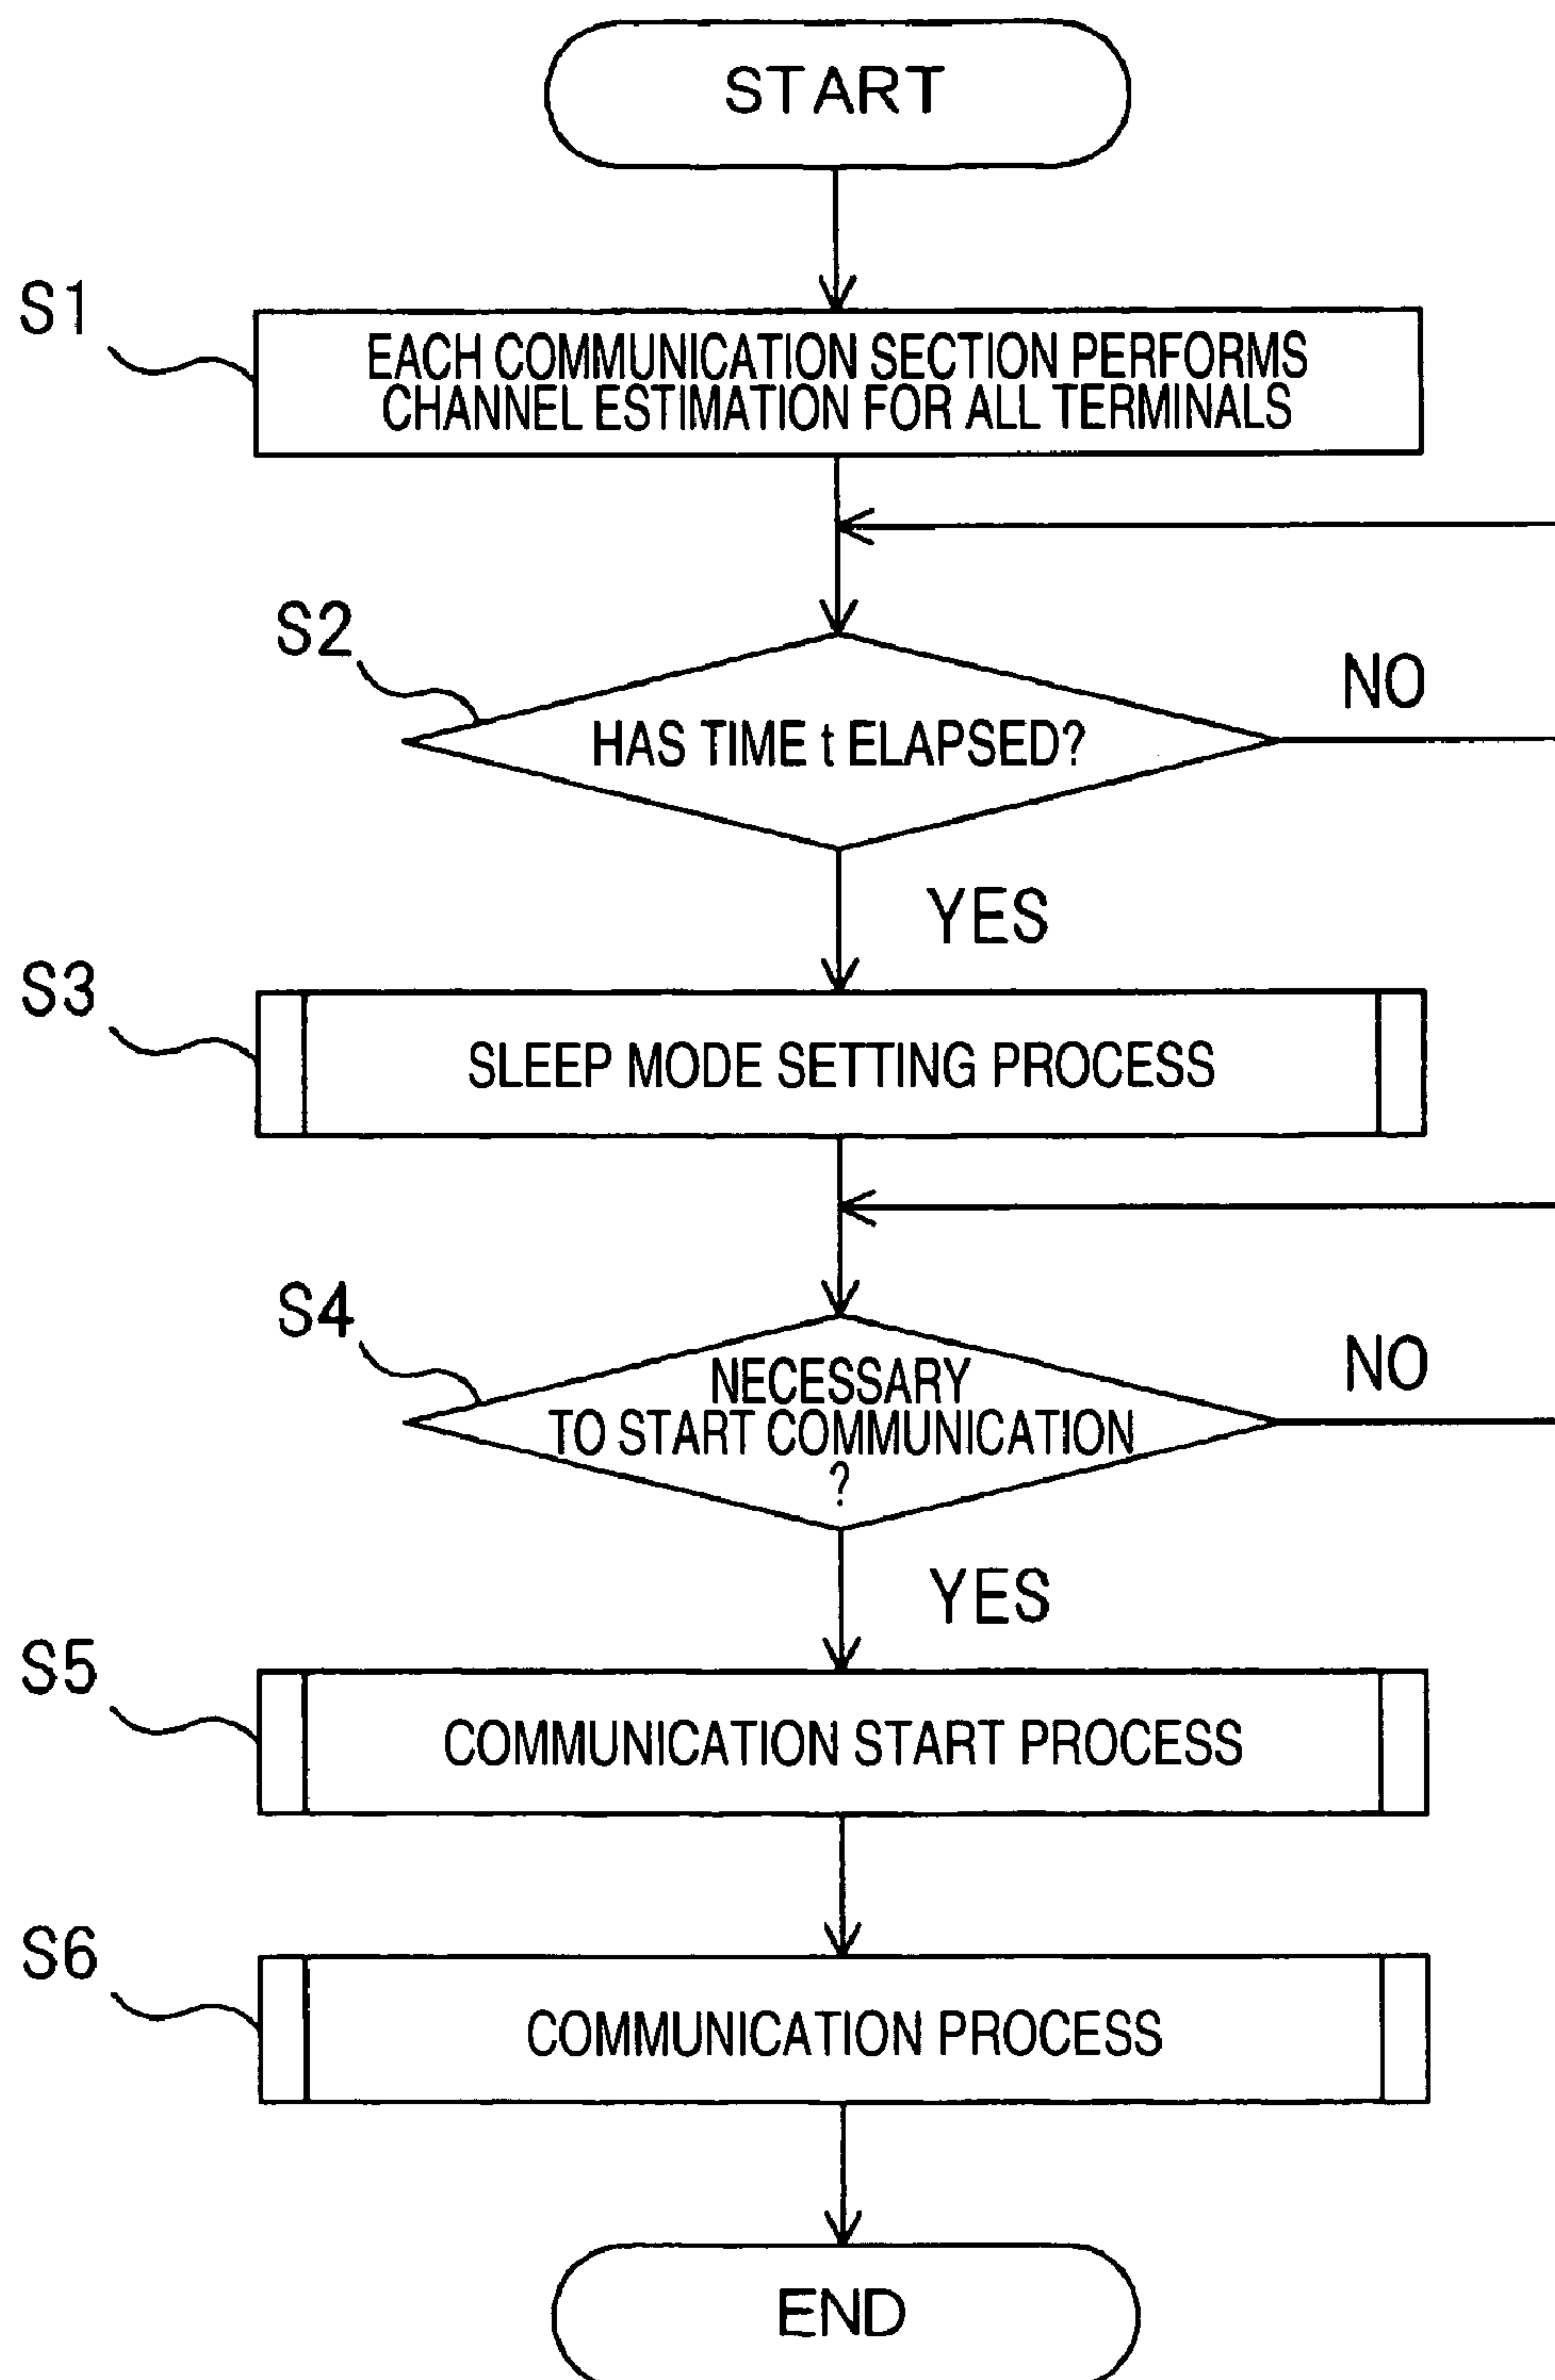 START
S1
EACH COMMUNICATION SECTION PERFORMS
CHANNEL ESTIMATION FOR ALL TERMINALS
S2
HAS TIME t ELAPSED?
NO
YES
S3
SLEEP MODE SETTING PROCESS
S4
NECESSARY
TO START COMMUNICATION
?
NO
YES
S5
COMMUNICATION START PROCESS
S6
COMMUNICATION PROCESS
END